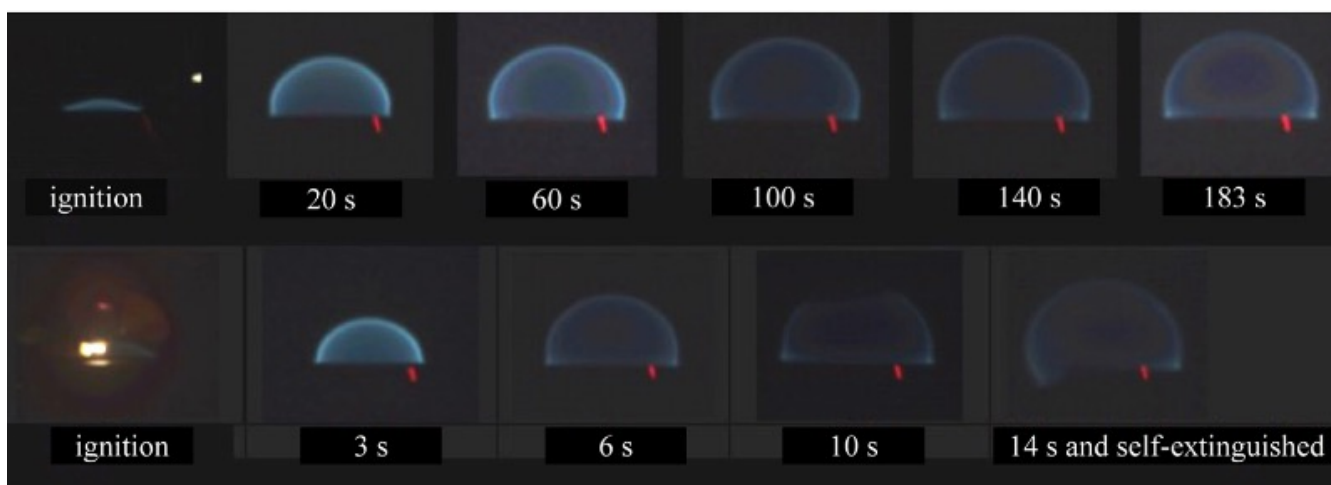 ignition
20 s
60 s
100 s
140 s
183 s
ignition
3 s
6 s
10 s
14 s and self-extinguished